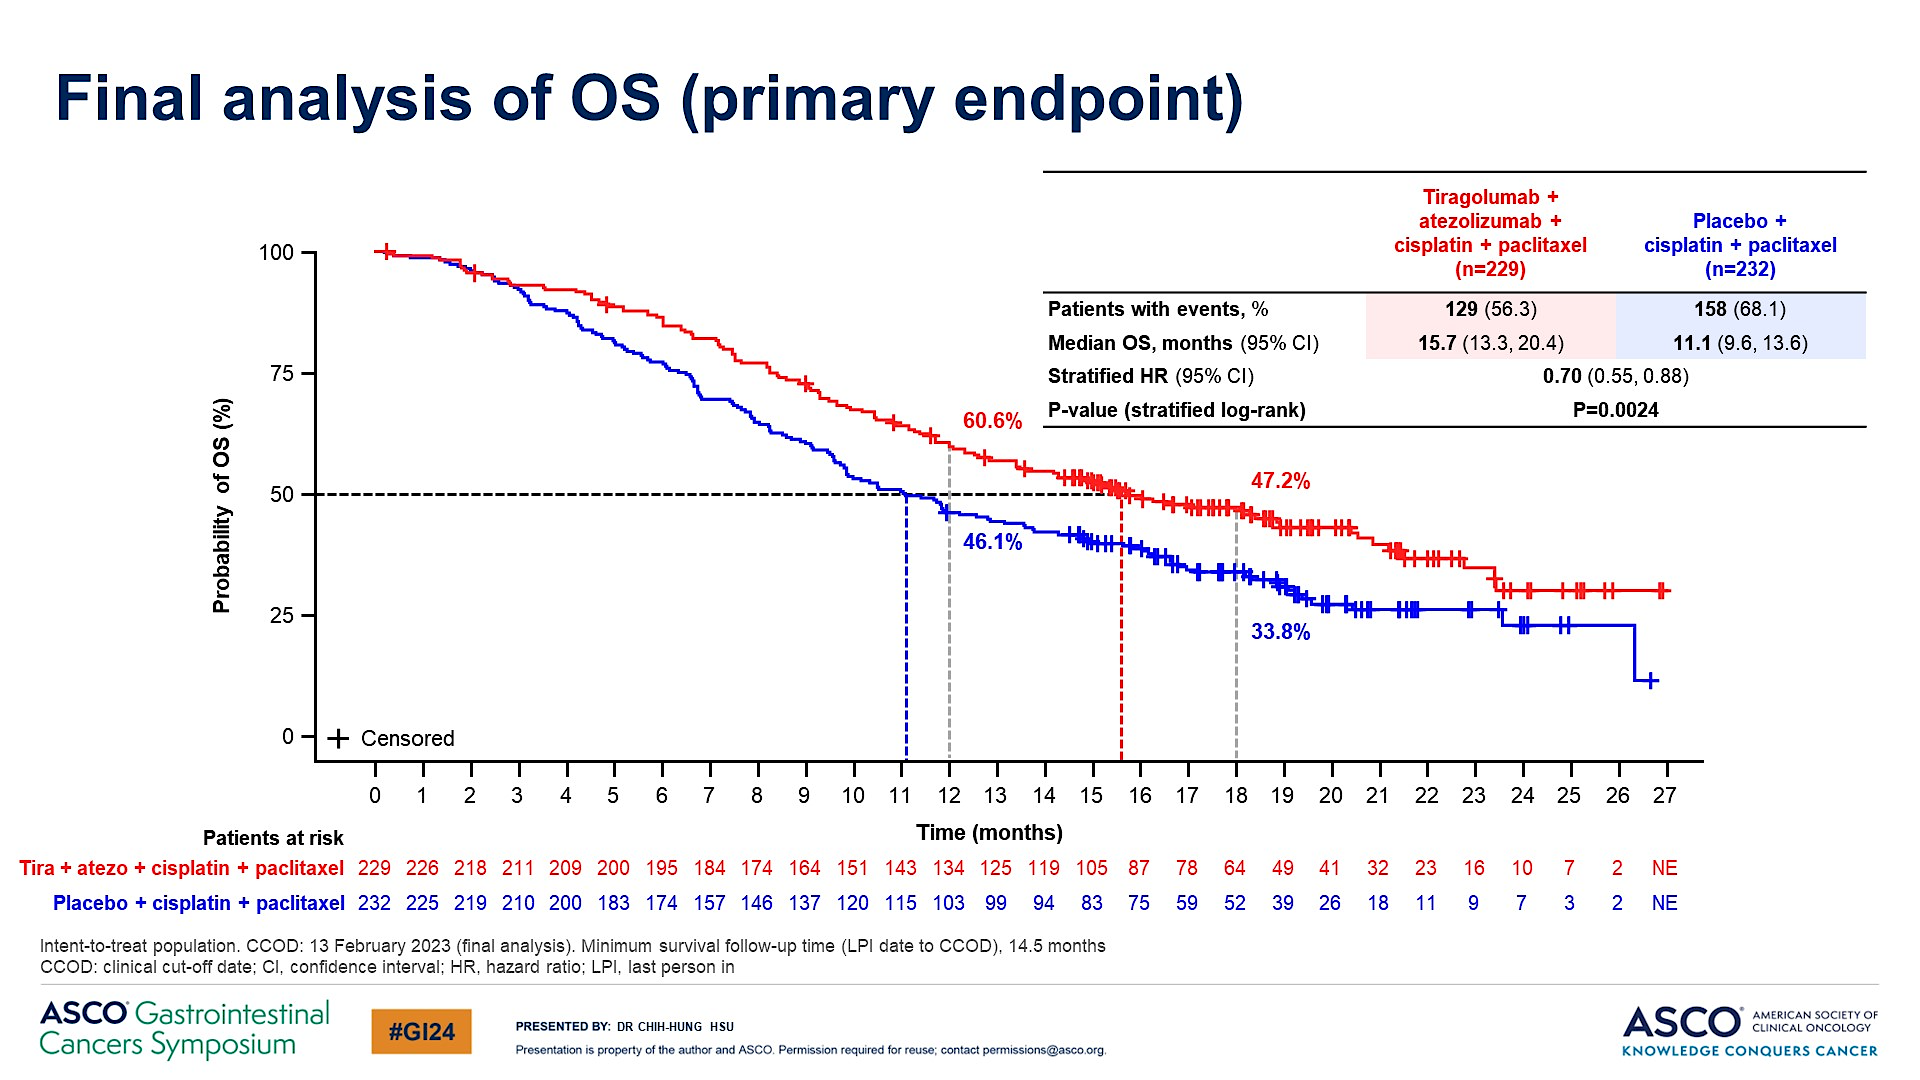 Final analysis of OS (primary endpoint)
Tiragolumab +
atezolizumab +
cisplatin + paclitaxel
(n=229)
Placebo +
cisplatin + paclitaxel
(n=232)
Patients with events, % 129 (56.3) 158 (68.1)
Median OS, months (95% CI) 15.7 (13.3, 20.4) 11.1 (9.6, 13.6)
Stratified HR (95% CI) 0.70 (0.55, 0.88)
P-value (stratified log-rank) P=0.0024
Probability of OS (%)
100
75
50
25
0
60.6%
46.1%
47.2%
33.8%
Censored
0 1 2 3 4 5 6 7 8 9 10 11 12 13 14 15 16 17 18 19 20 21 22 23 24 25 26 27
Time (months)
Patients at risk
Tira + atezo + cisplatin + paclitaxel 229 226 218 211 209 200 195 184 174 164 151 143 134 125 119 105 87 78 64 49 41 32 23 16 10 7 2 NE
Placebo + cisplatin + paclitaxel 232 225 219 210 200 183 174 157 146 137 120 115 103 99 94 83 75 59 52 39 26 18 11 9 7 3 2 NE
Intent-to-treat population. CCOD: 13 February 2023 (final analysis). Minimum survival follow-up time (LPI date to CCOD), 14.5 months
CCOD: clinical cut-off date; CI, confidence interval; HR, hazard ratio; LPI, last person in
ASCO Gastrointestinal
Cancers Symposium
#GI24
PRESENTED BY: DR CHIH-HUNG HSU
Presentation is property of the author and ASCO. Permission required for reuse; contact permissions@asco.org.
ASCO AMERICAN SOCIETY OF
CLINICAL ONCOLOGY
KNOWLEDGE CONQUERS CANCER